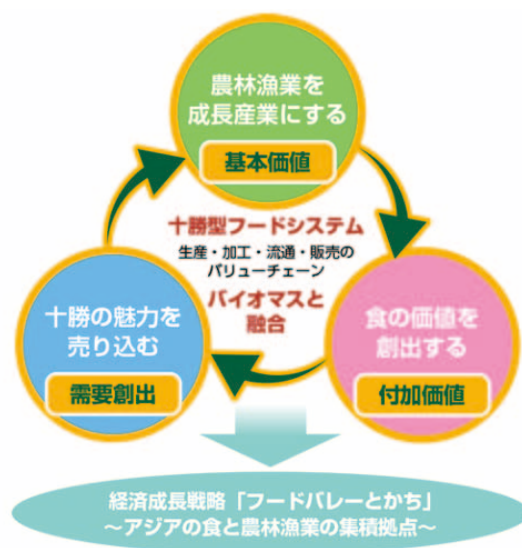 農林漁業を
成長産業にする
基本価値
十勝型フードシステム
生産・加工・流通・販売の
バリューチェーン
バイオマスと
融合
十勝の魅力を
売り込む
需要創出
食の価値を
創出する
付加価値
経済成長戦略「フードバレーとかち」
～アジアの食と農林漁業の集積拠点～